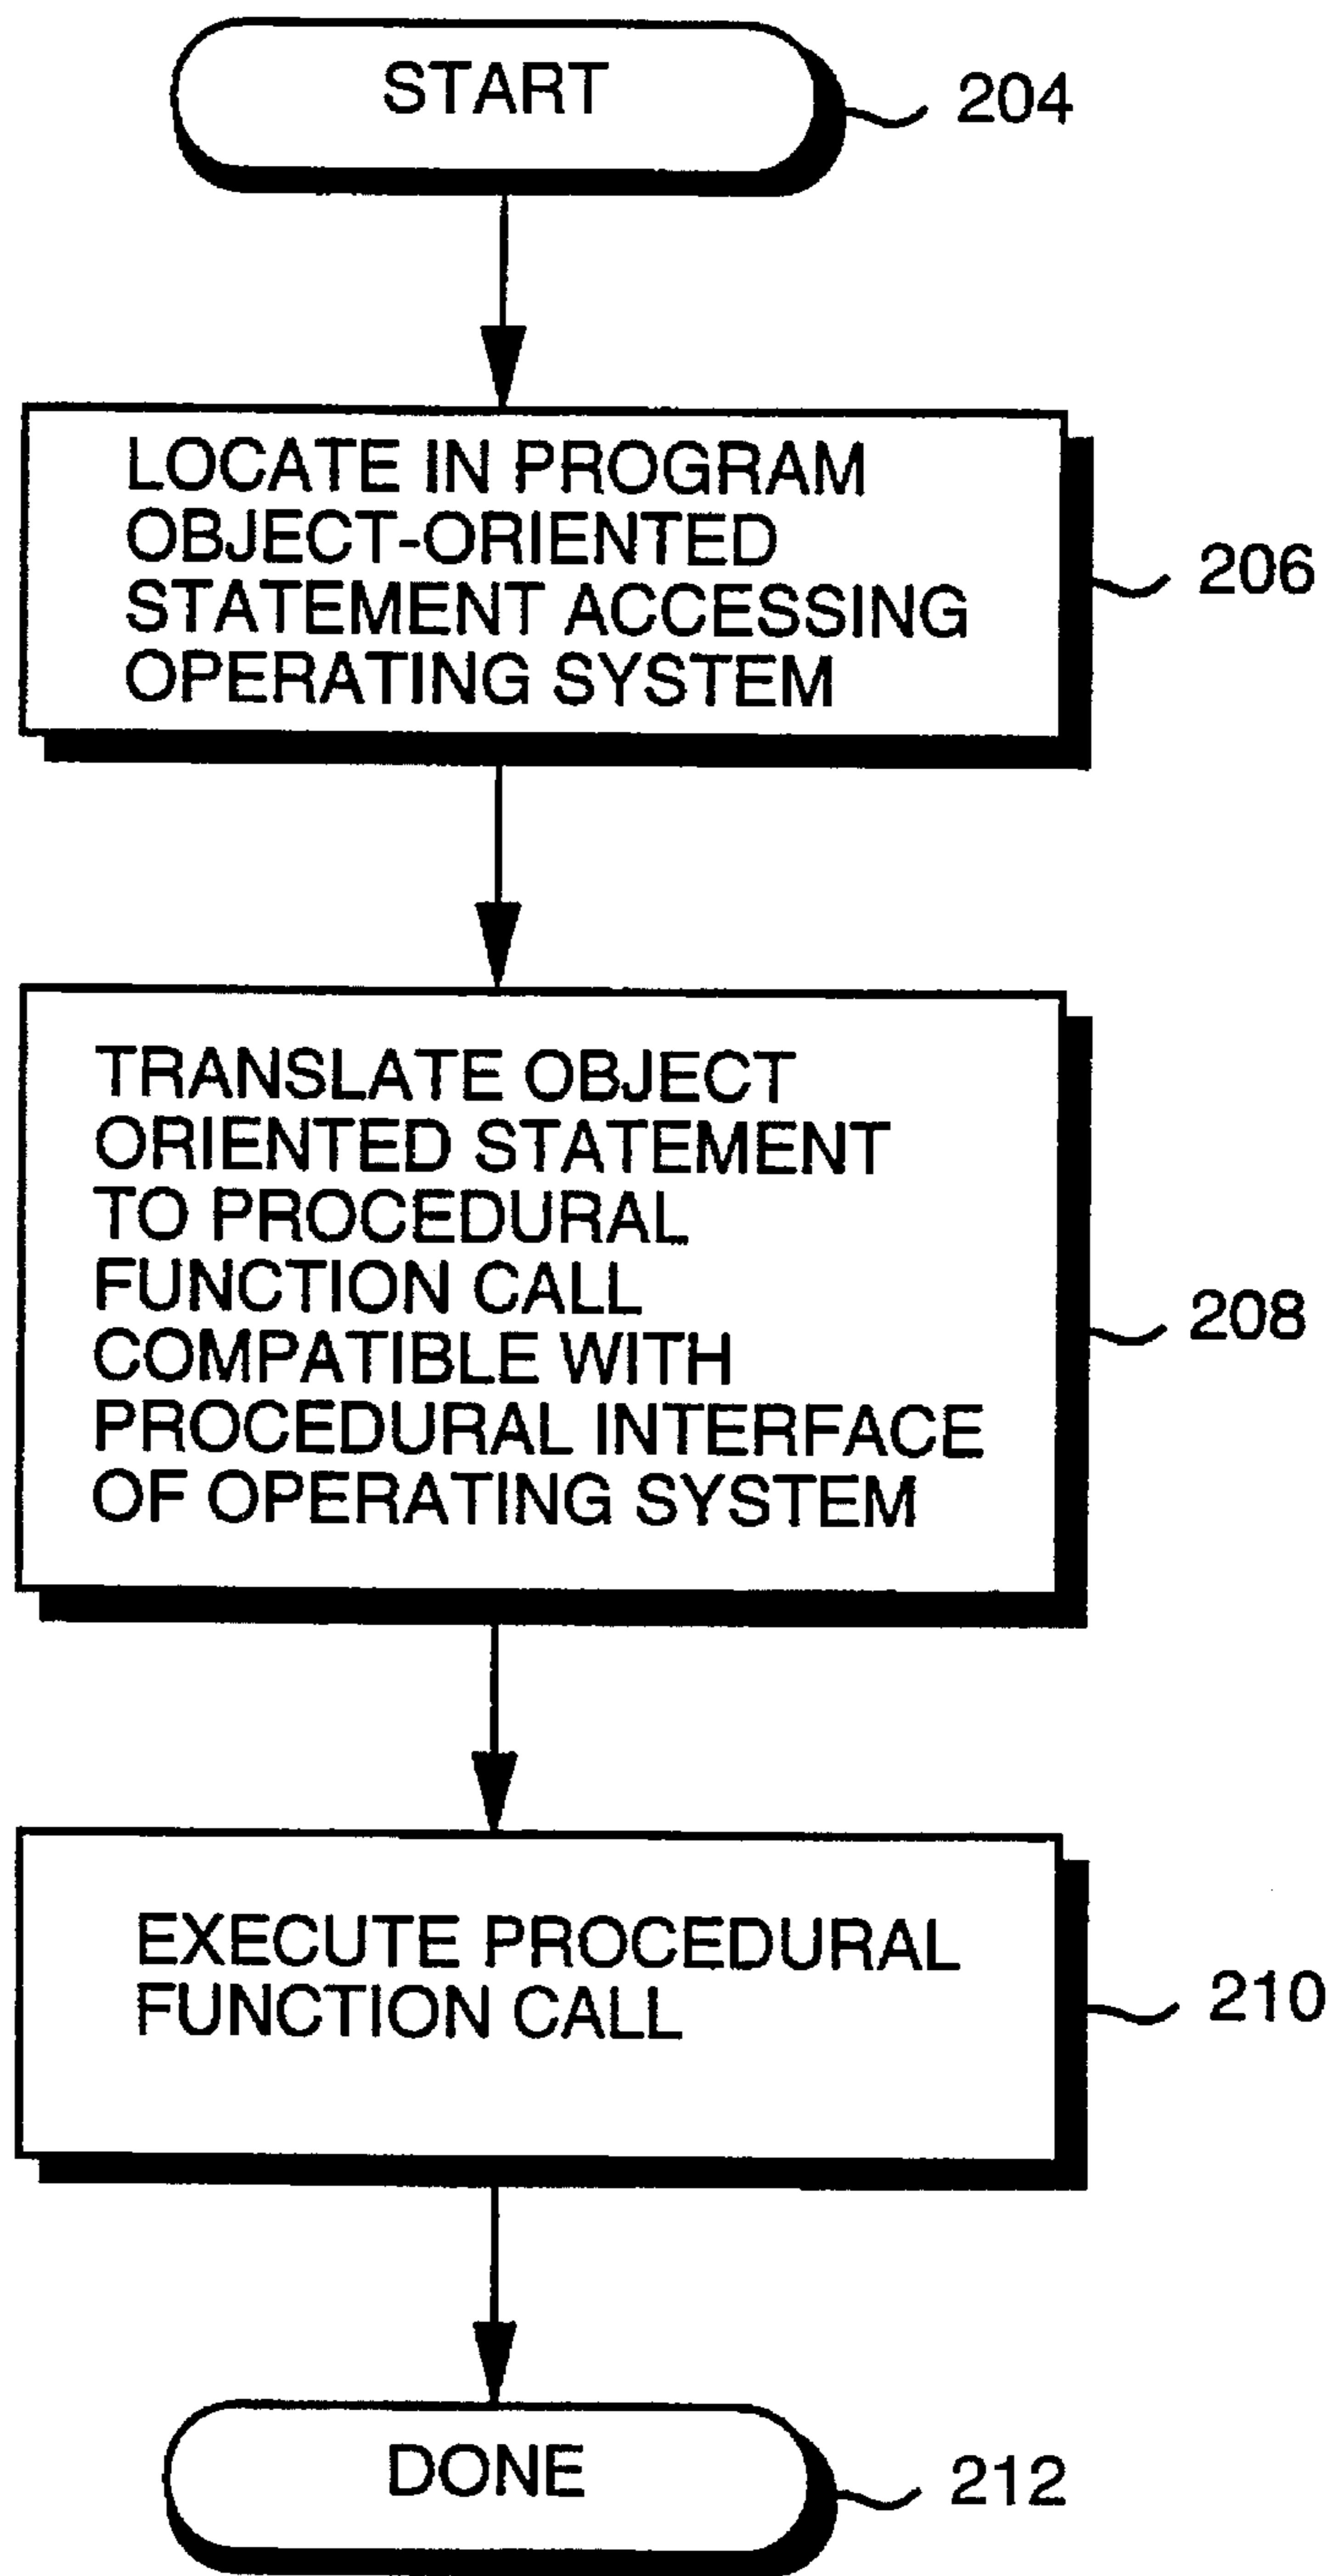 START
204
LOCATE IN PROGRAM
OBJECT-ORIENTED
STATEMENT ACCESSING
OPERATING SYSTEM
206
TRANSLATE OBJECT
ORIENTED STATEMENT
TO PROCEDURAL
FUNCTION CALL
COMPATIBLE WITH
PROCEDURAL INTERFACE
OF OPERATING SYSTEM
208
EXECUTE PROCEDURAL
FUNCTION CALL
210
DONE
212